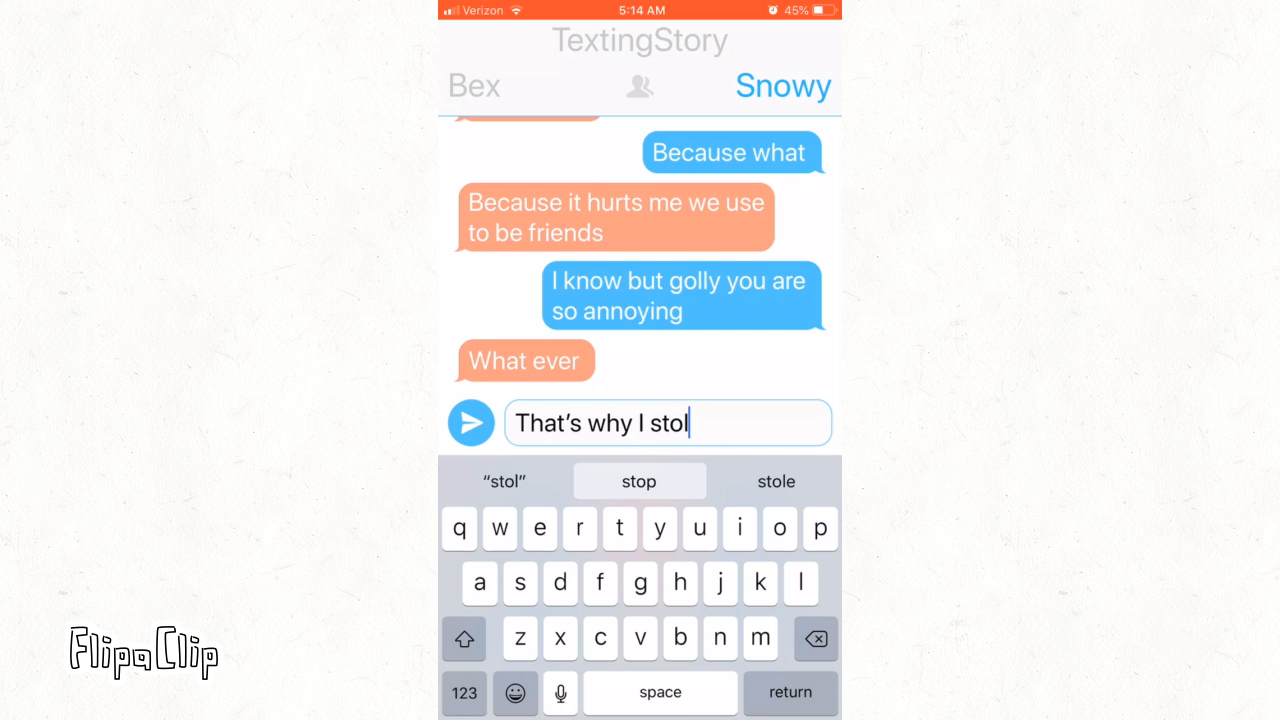 Verizon 5:14 AM 45%
TextingStory
Bex Snowy
Because what
Because it hurts me we use
to be friends
I know but golly you are
so annoying
What ever
That’s why I stol
“stol” stop stole
q w e r t y u i o p
a s d f g h j k l
z x c v b n m
123 space return
FlipaClip